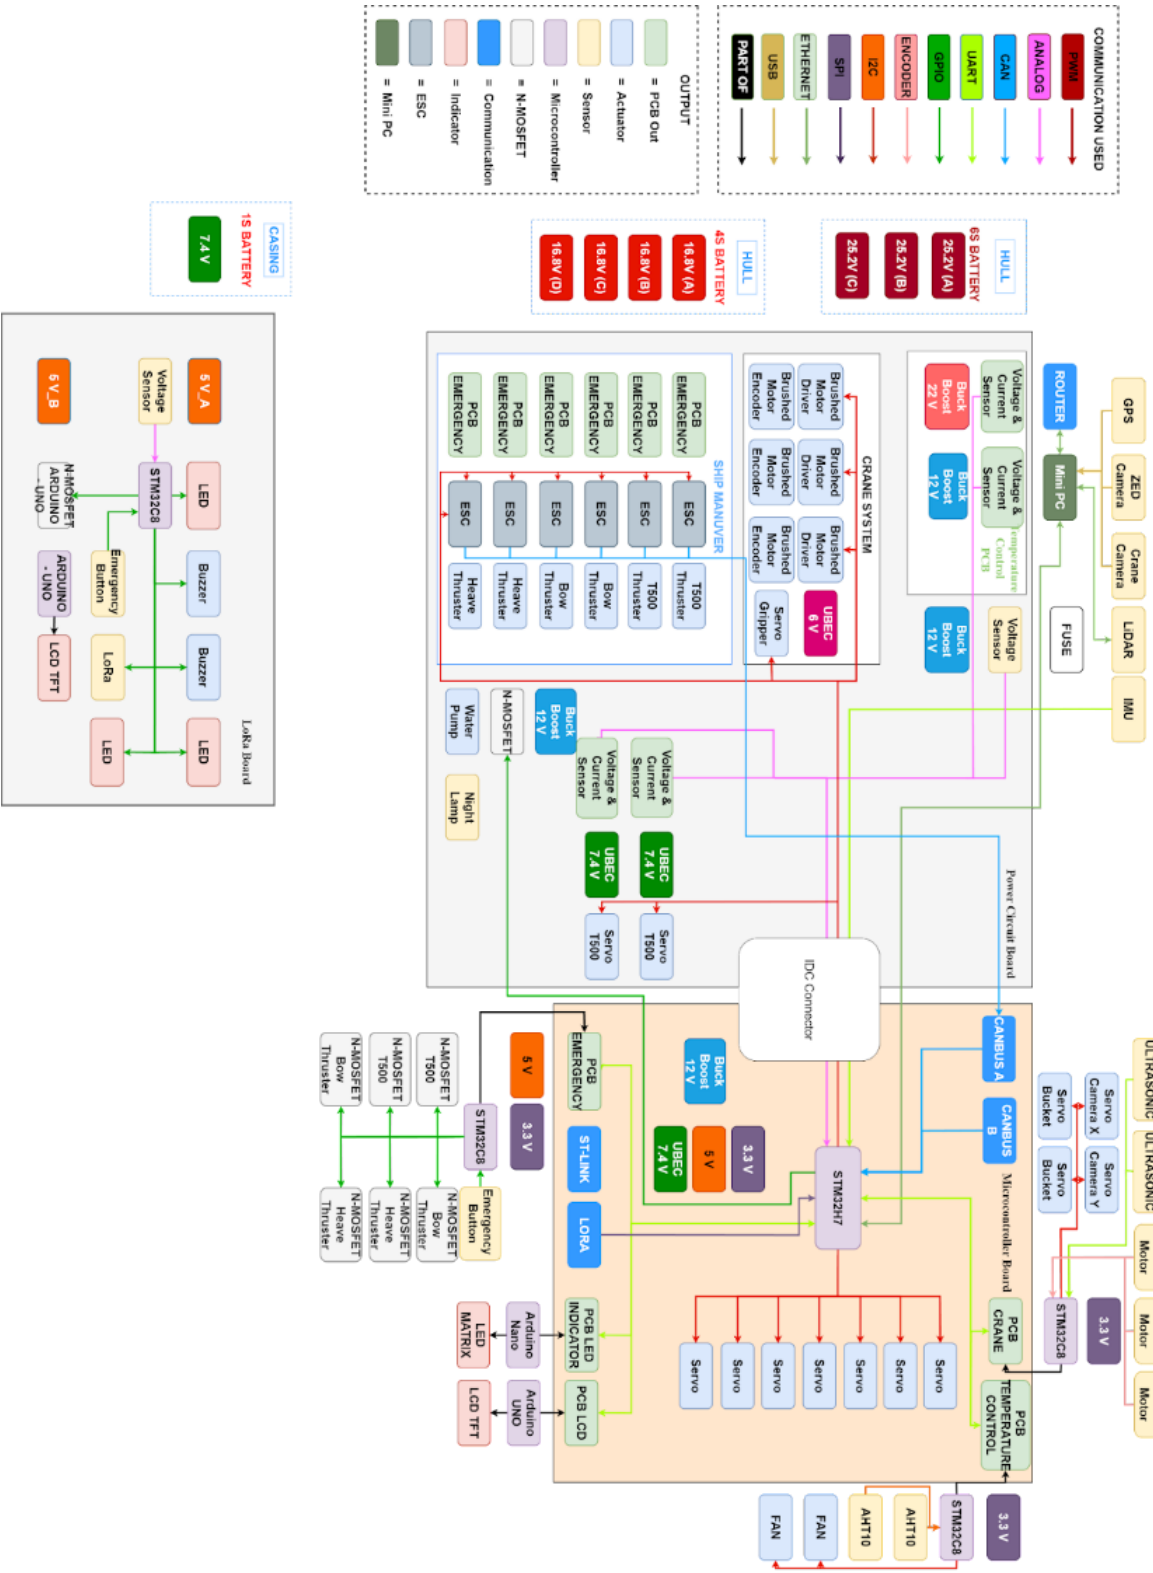 COMMUNICATION USED
PWM
ANALOG
CAN
UART
GPIO
ENCODER
I2C
SPI
ETHERNET
USB
PART OF
OUTPUT
= PCB Out
= Actuator
= Sensor
= Microcontroller
= N-MOSFET
= Communication
= Indicator
= ESC
= Mini PC
HULL
6S BATTERY
25.2V (A)
25.2V (B)
25.2V (C)
HULL
4S BATTERY
16.8V (A)
16.8V (B)
16.8V (C)
16.8V (D)
CASING
1S BATTERY
7.4 V
GPS
ZED
Camera
Crane
Camera
LiDAR
IMU
ROUTER
Mini PC
FUSE
Voltage &
Current
Sensor
Voltage &
Current
Sensor
Temperature
Control
PCB
Buck
Boost
22 V
Buck
Boost
12 V
Voltage
Sensor
Buck
Boost
12 V
CRANE SYSTEM
Brushed
Motor
Driver
Brushed
Motor
Driver
Brushed
Motor
Driver
UBEC
6 V
Brushed
Motor
Encoder
Brushed
Motor
Encoder
Brushed
Motor
Encoder
Servo
Gripper
SHIP MANUVER
PCB
EMERGENCY
ESC
T500
Thruster
PCB
EMERGENCY
ESC
T500
Thruster
PCB
EMERGENCY
ESC
Bow
Thruster
PCB
EMERGENCY
ESC
Bow
Thruster
PCB
EMERGENCY
ESC
Heave
Thruster
PCB
EMERGENCY
ESC
Heave
Thruster
Voltage &
Current
Sensor
Voltage &
Current
Sensor
Buck
Boost
12 V
N-MOSFET
Water
Pump
Night
Lamp
UBEC
7.4 V
UBEC
7.4 V
Servo
T500
Servo
T500
Power Circuit Board
IDC Connector
CANBUS A
CANBUS
B
Microcontroller Board
Buck
Boost
12 V
3.3 V
5 V
UBEC
7.4 V
STM32H7
PCB
EMERGENCY
ST-LINK
LORA
PCB LED
INDICATOR
PCB LCD
Servo
Servo
Servo
Servo
Servo
Servo
Servo
PCB
CRANE
PCB
TEMPERATURE
CONTROL
ULTRASONIC
ULTRASONIC
Motor
Motor
Motor
Servo
Camera X
Servo
Camera Y
Servo
Bucket
Servo
Bucket
STM32C8
3.3 V
3.3 V
STM32C8
AHT10
AHT10
FAN
FAN
5 V
3.3 V
STM32C8
Emergency
Button
N-MOSFET
T500
N-MOSFET
T500
N-MOSFET
Bow
Thruster
N-MOSFET
Bow
Thruster
N-MOSFET
Heave
Thruster
N-MOSFET
Heave
Thruster
Arduino
Nano
LED
MATRIX
Arduino
UNO
LCD TFT
LoRa Board
5 V_A
LED
Buzzer
Buzzer
LED
Voltage
Sensor
STM32C8
Emergency
Button
LoRa
LED
5 V_B
N-MOSFET
ARDUINO
- UNO
ARDUINO
- UNO
LCD TFT